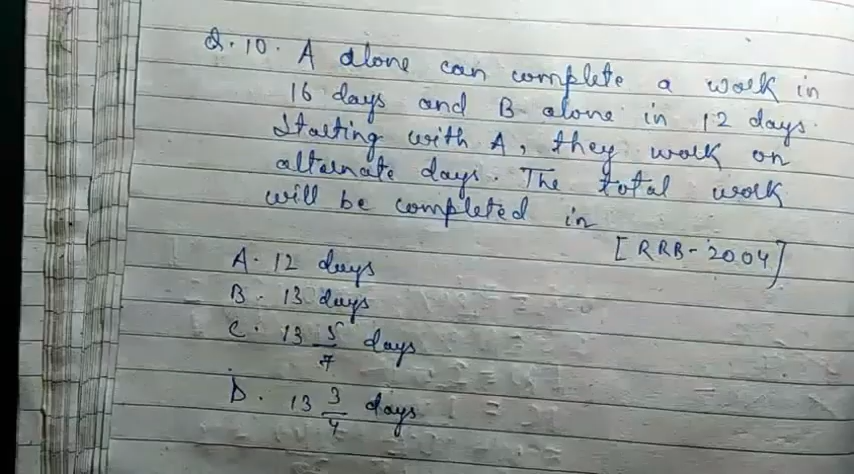 Q.10. A alone can complete a work in
16 days and B alone in 12 days.
Starting with A, they work on
alternate days. The total work
will be completed in
[RRB-2004]
A. 12 days
B. 13 days
C. 13 5/7 days
D. 13 3/4 days